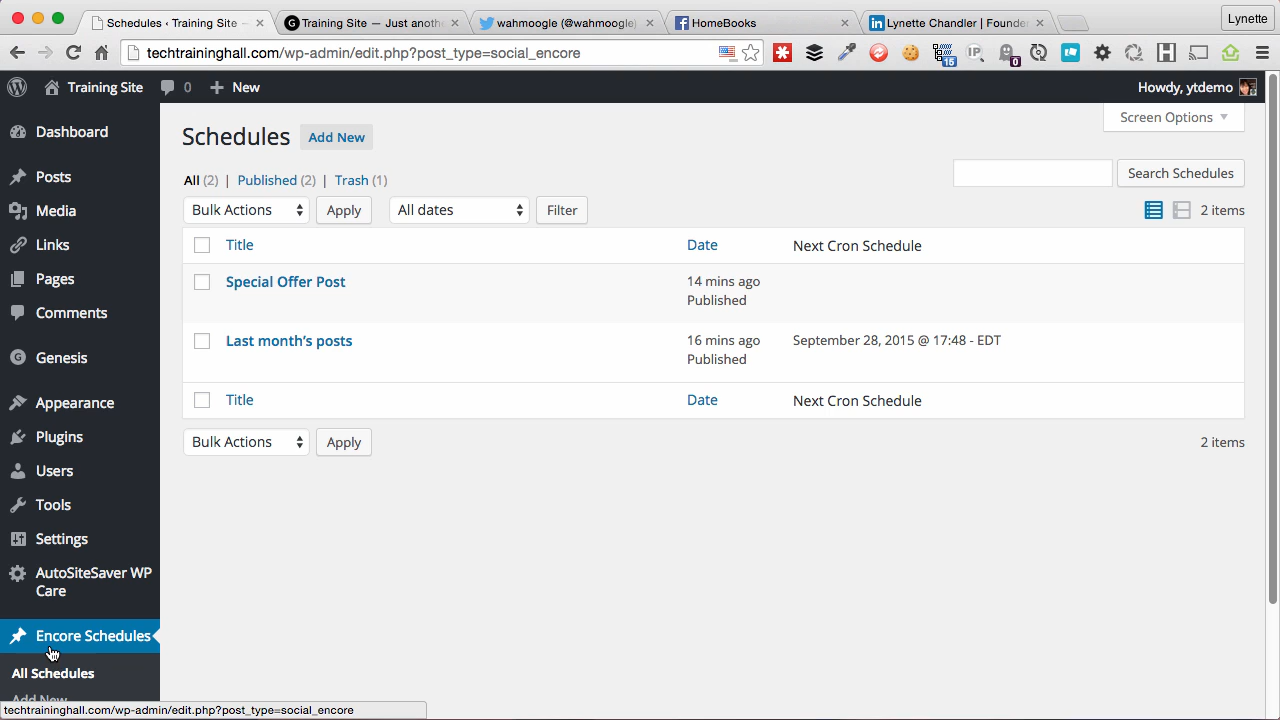 Schedules ‹ Training Site —
Training Site — Just anoth
wahmoogle (@wahmoogle)
HomeBooks
Lynette Chandler | Founder
Lynette
techtraininghall.com/wp-admin/edit.php?post_type=social_encore
15
IP
0
Training Site
0
New
Howdy, ytdemo
Dashboard
Posts
Media
Links
Pages
Comments
Genesis
Appearance
Plugins
Users
Tools
Settings
AutoSiteSaver WP
Care
Encore Schedules
All Schedules
Add New
Screen Options
Schedules Add New
All (2) | Published (2) | Trash (1)
Search Schedules
Bulk Actions Apply All dates Filter
2 items
Title Date Next Cron Schedule
Special Offer Post 14 mins ago
Published
Last month's posts 16 mins ago September 28, 2015 @ 17:48 - EDT
Published
Title Date Next Cron Schedule
Bulk Actions Apply 2 items
techtraininghall.com/wp-admin/edit.php?post_type=social_encore